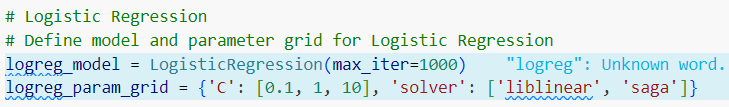 # Logistic Regression
# Define model and parameter grid for Logistic Regression
logreg_model = LogisticRegression(max_iter=1000)    "logreg": Unknown word.
logreg_param_grid = {'C': [0.1, 1, 10], 'solver': ['liblinear', 'saga']}